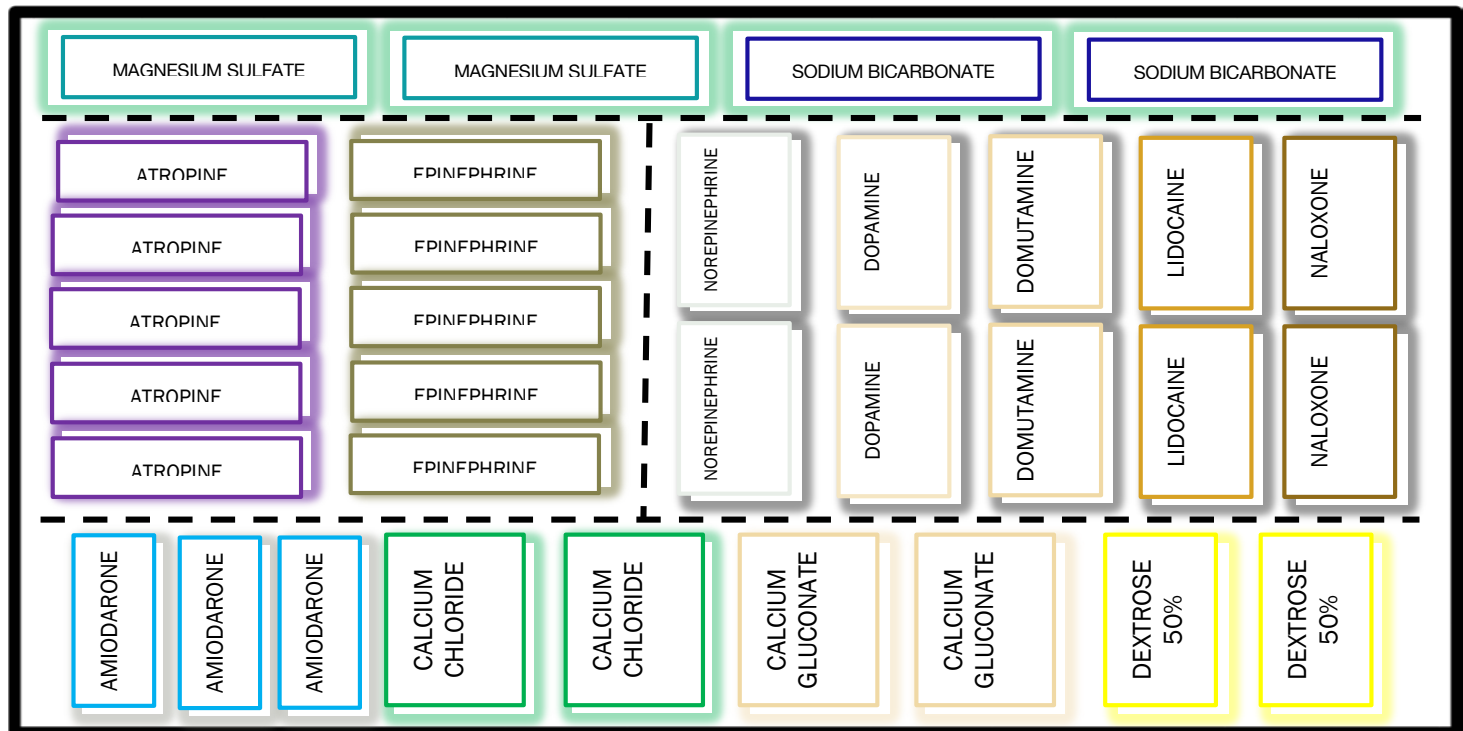 MAGNESIUM SULFATE
MAGNESIUM SULFATE
SODIUM BICARBONATE
SODIUM BICARBONATE
ATROPINE
EPINEPHRINE
ATROPINE
EPINEPHRINE
ATROPINE
EPINEPHRINE
ATROPINE
EPINEPHRINE
ATROPINE
EPINEPHRINE
NOREPINEPHRINE
DOPAMINE
DOMUTAMINE
LIDOCAINE
NALOXONE
NOREPINEPHRINE
DOPAMINE
DOMUTAMINE
LIDOCAINE
NALOXONE
AMIODARONE
AMIODARONE
AMIODARONE
CALCIUM
CHLORIDE
CALCIUM
CHLORIDE
CALCIUM
GLUCONATE
CALCIUM
GLUCONATE
DEXTROSE
50%
DEXTROSE
50%